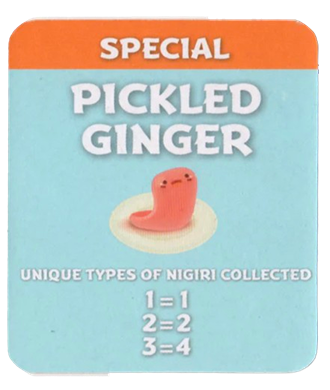 SPECIAL
PICKLED
GINGER
UNIQUE TYPES OF NIGIRI COLLECTED
1=1
2=2
3=4